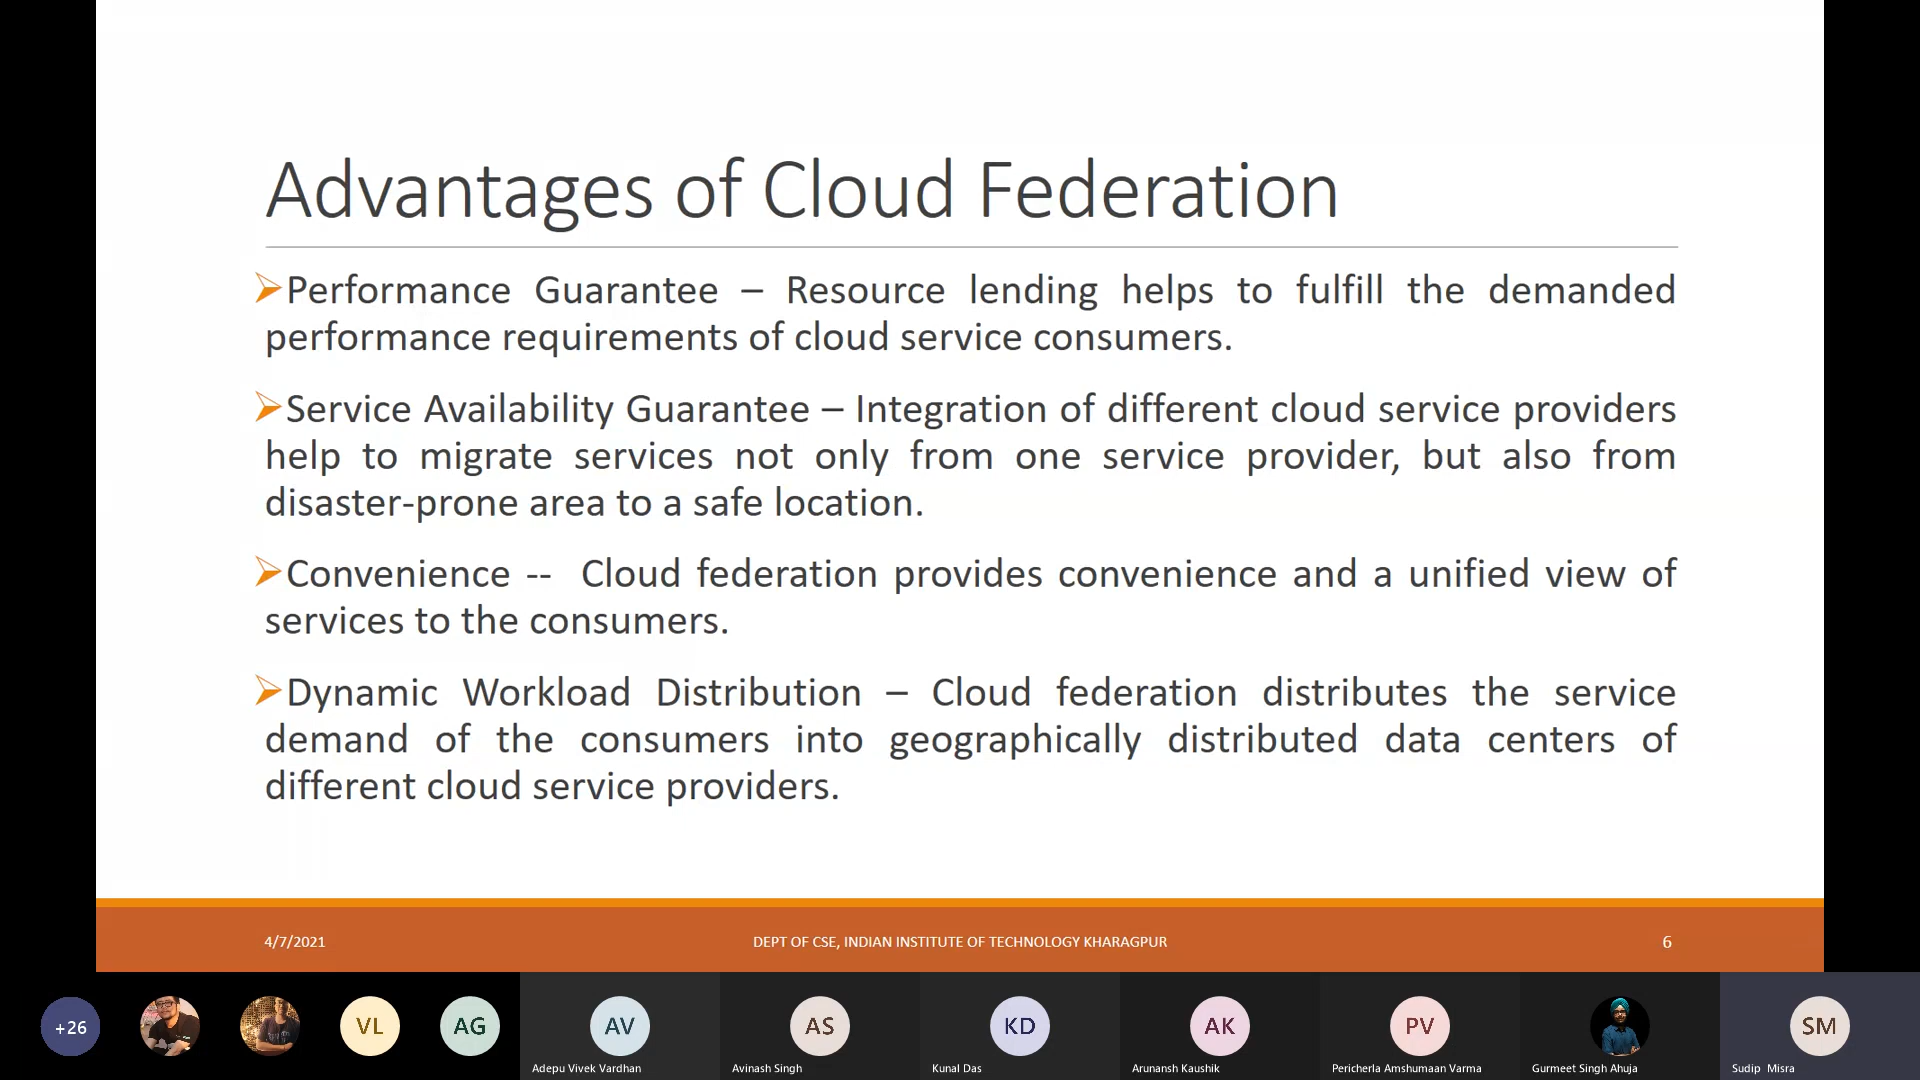 Advantages of Cloud Federation
➢Performance Guarantee – Resource lending helps to fulfill the demanded
performance requirements of cloud service consumers.
➢Service Availability Guarantee – Integration of different cloud service providers
help to migrate services not only from one service provider, but also from
disaster-prone area to a safe location.
➢Convenience -- Cloud federation provides convenience and a unified view of
services to the consumers.
➢Dynamic Workload Distribution – Cloud federation distributes the service
demand of the consumers into geographically distributed data centers of
different cloud service providers.
4/7/2021 DEPT OF CSE, INDIAN INSTITUTE OF TECHNOLOGY KHARAGPUR 6
+26 VL AG AV AS KD AK PV SM
Adepu Vivek Vardhan Avinash Singh Kunal Das Arunansh Kaushik Pericherla Amshumaan Varma Gurmeet Singh Ahuja Sudip Misra